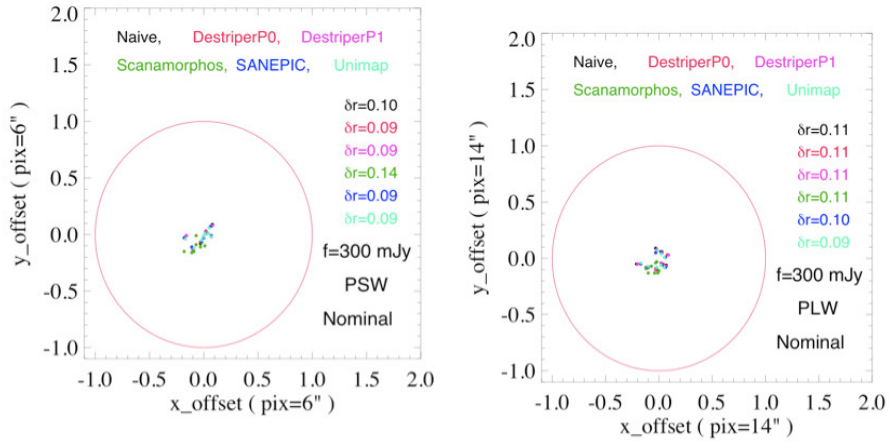 2.0
1.5
1.0
0.5
0.0
-0.5
-1.0
y_offset ( pix=6" )
Naive, DestriperP0, DestriperP1
Scanamorphos, SANEPIC, Unimap
δr=0.10
δr=0.09
δr=0.09
δr=0.14
δr=0.09
δr=0.09
f=300 mJy
PSW
Nominal
-1.0 -0.5 0.0 0.5 1.0 1.5 2.0
x_offset ( pix=6" )
2.0
1.5
1.0
0.5
0.0
-0.5
-1.0
y_offset ( pix=14" )
Naive, DestriperP0, DestriperP1
Scanamorphos, SANEPIC, Unimap
δr=0.11
δr=0.11
δr=0.11
δr=0.11
δr=0.10
δr=0.09
f=300 mJy
PLW
Nominal
-1.0 -0.5 0.0 0.5 1.0 1.5 2.0
x_offset ( pix=14" )